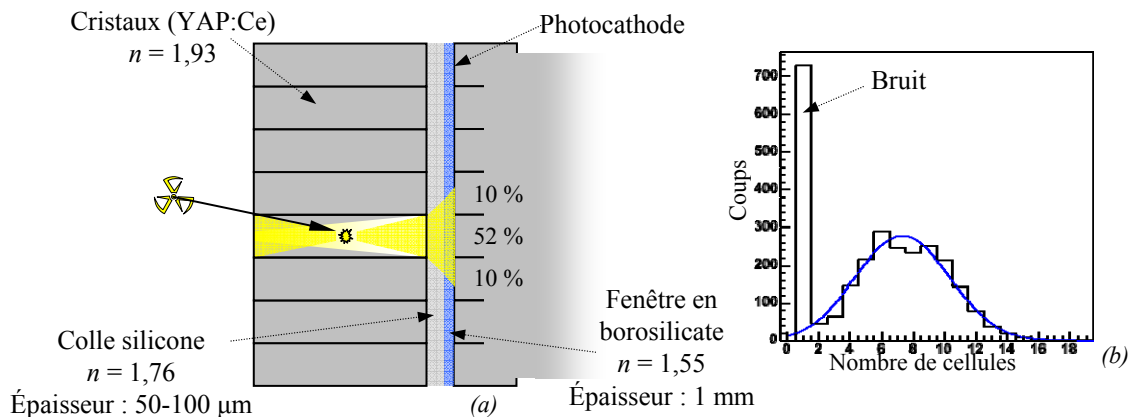 Cristaux (YAP:Ce)
n = 1,93
Photocathode
10 %
52 %
10 %
Colle silicone
n = 1,76
Épaisseur : 50-100 µm
(a)
Fenêtre en
borosilicate
n = 1,55
Épaisseur : 1 mm
Bruit
Coups
700
600
500
400
300
200
100
0
0 2 4 6 8 10 12 14 16 18
Nombre de cellules
(b)